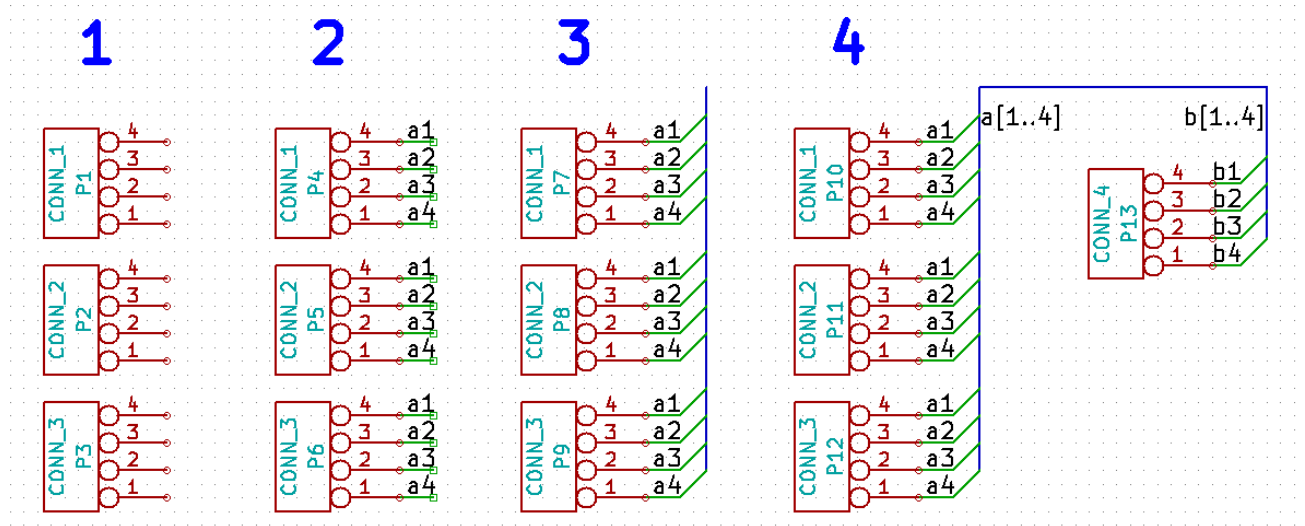 1 2 3 4
a[1..4] b[1..4]
CONN_1
P1
4
3
2
1
CONN_2
P2
4
3
2
1
CONN_3
P3
4
3
2
1
CONN_1
P4
4 a1
3 a2
2 a3
1 a4
CONN_2
P5
4 a1
3 a2
2 a3
1 a4
CONN_3
P6
4 a1
3 a2
2 a3
1 a4
CONN_1
P7
4 a1
3 a2
2 a3
1 a4
CONN_2
P8
4 a1
3 a2
2 a3
1 a4
CONN_3
P9
4 a1
3 a2
2 a3
1 a4
CONN_1
P10
4 a1
3 a2
2 a3
1 a4
CONN_2
P11
4 a1
3 a2
2 a3
1 a4
CONN_3
P12
4 a1
3 a2
2 a3
1 a4
CONN_4
P13
4 b1
3 b2
2 b3
1 b4